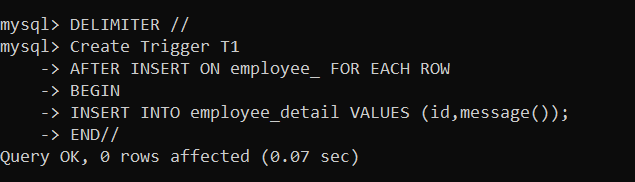 mysql> DELIMITER //
mysql> Create Trigger T1
    -> AFTER INSERT ON employee_ FOR EACH ROW
    -> BEGIN
    -> INSERT INTO employee_detail VALUES (id,message());
    -> END//
Query OK, 0 rows affected (0.07 sec)